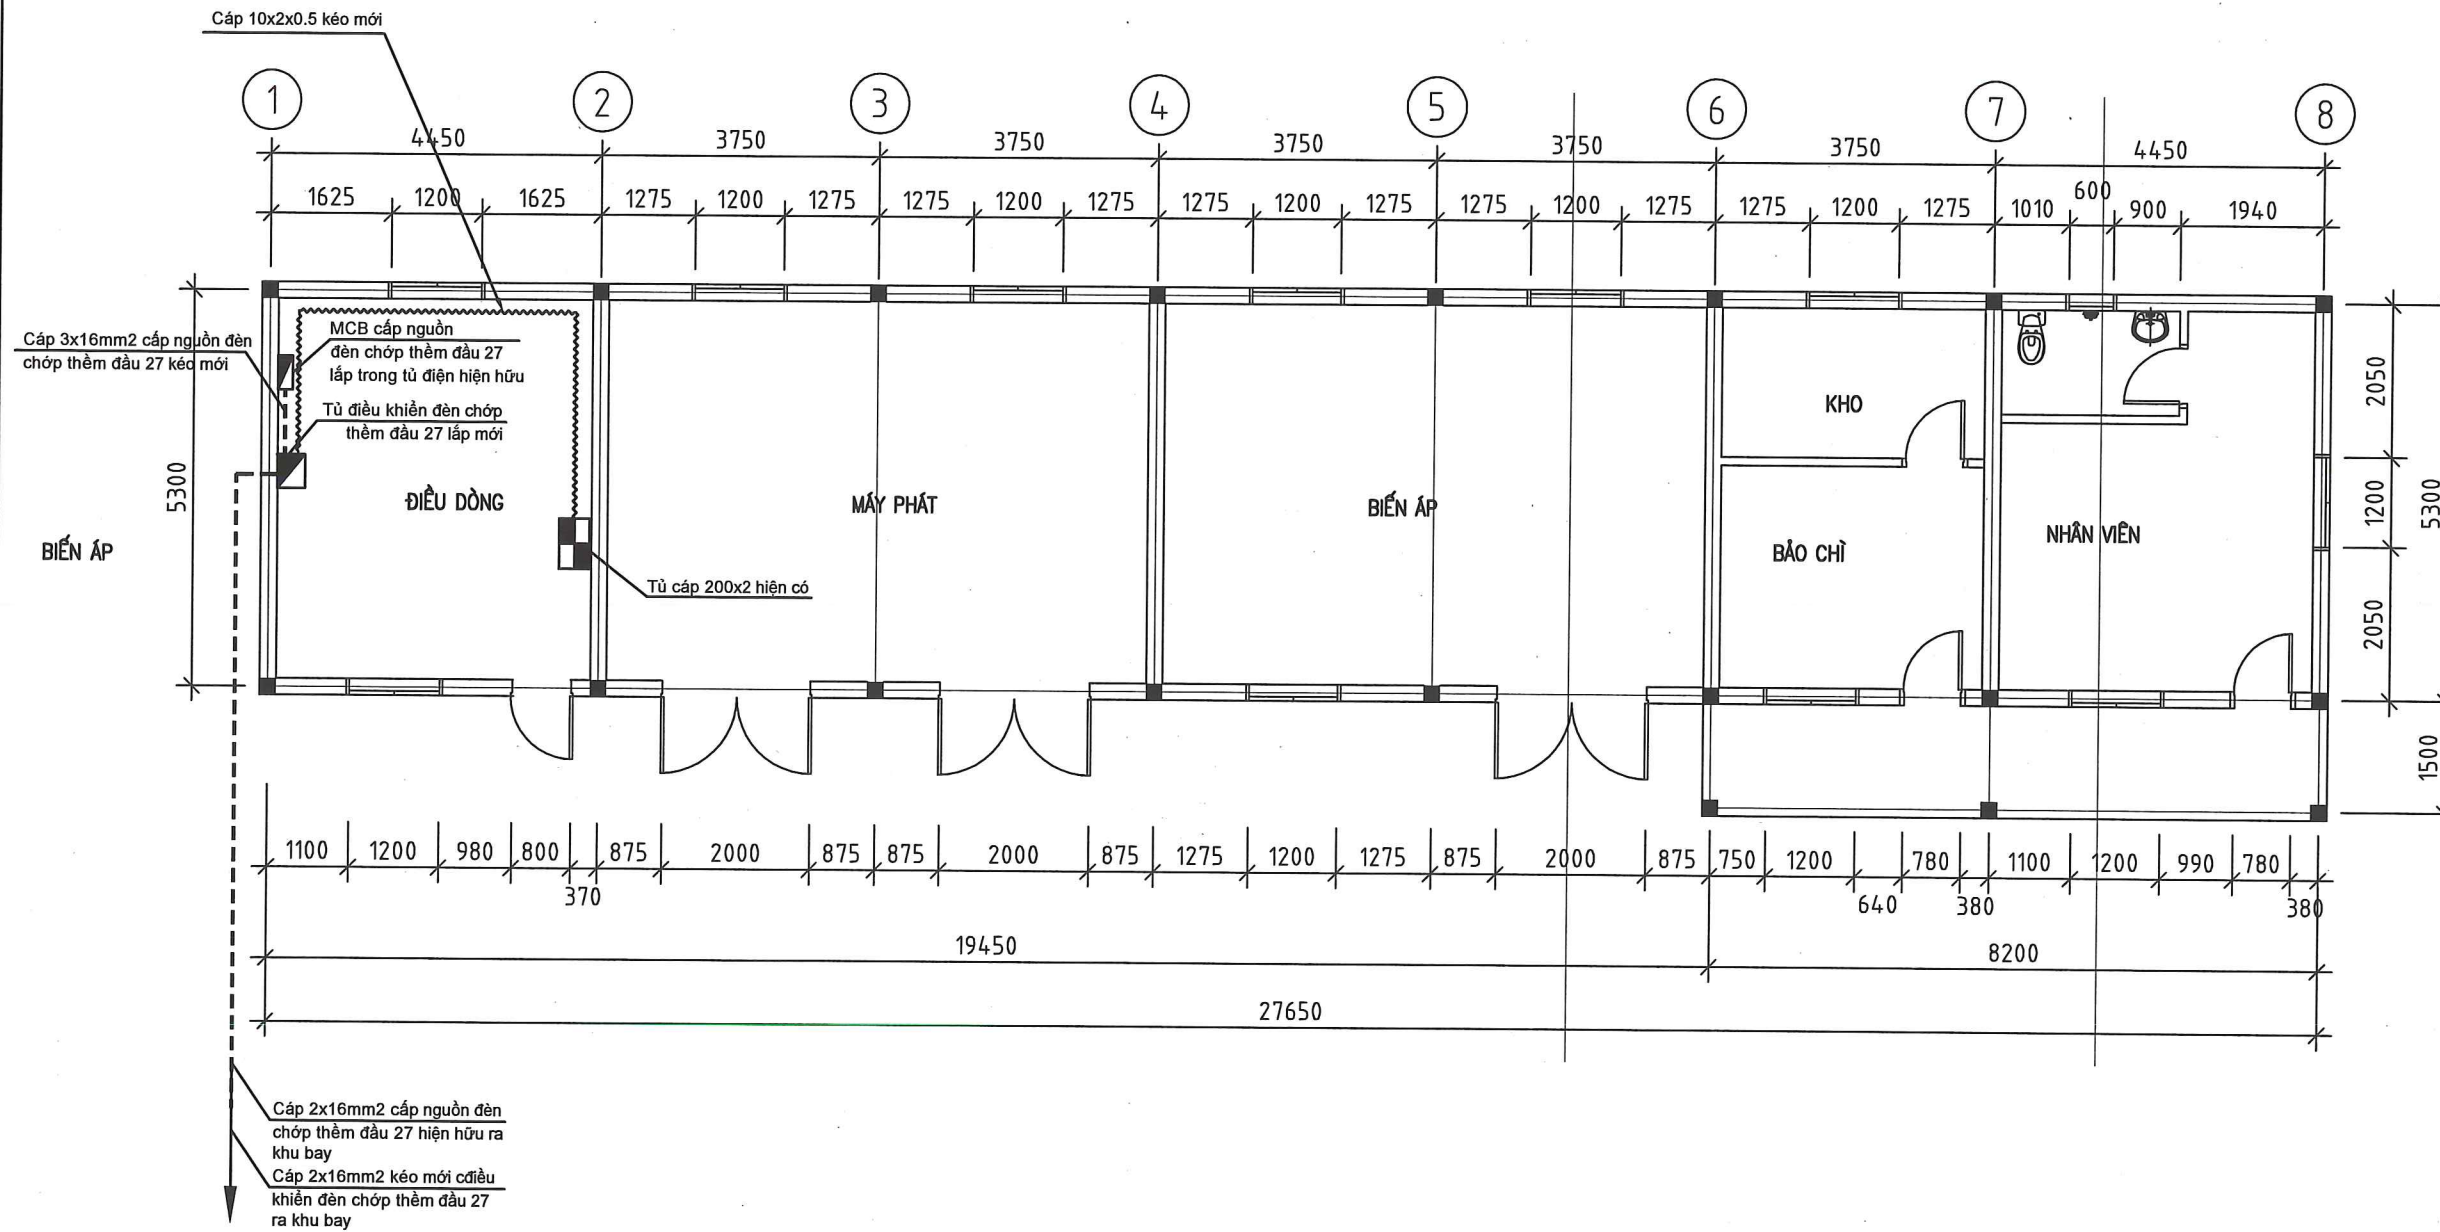 Cáp 10x2x0.5 kéo mới
1 2 3 4 5 6 7 8
4450 3750 3750 3750 3750 3750 4450
1625 1200 1625 1275 1200 1275 1275 1200 1275 1275 1200 1275 1275 1200 1275 1275 1200 1275 1010 600 900 1940
Cáp 3x16mm2 cấp nguồn đèn
chớp thềm đầu 27 kéo mới
MCB cấp nguồn
đèn chớp thềm đầu 27
lắp trong tủ điện hiện hữu
Tủ điều khiển đèn chớp
thềm đầu 27 lắp mới
5300
BIẾN ÁP
ĐIỀU DÒNG
MÁY PHÁT
BIẾN ÁP
KHO
BẢO CHÌ
NHÂN VIÊN
Tủ cáp 200x2 hiện có
2050
1200
2050
5300
1500
1100 1200 980 800 370 875 2000 875 875 2000 875 1275 1200 1275 875 2000 875 750 1200 640 780 380 1100 1200 990 780 380
19450 8200
27650
Cáp 2x16mm2 cấp nguồn đèn
chớp thềm đầu 27 hiện hữu ra
khu bay
Cáp 2x16mm2 kéo mới cđiều
khiển đèn chớp thềm đầu 27
ra khu bay